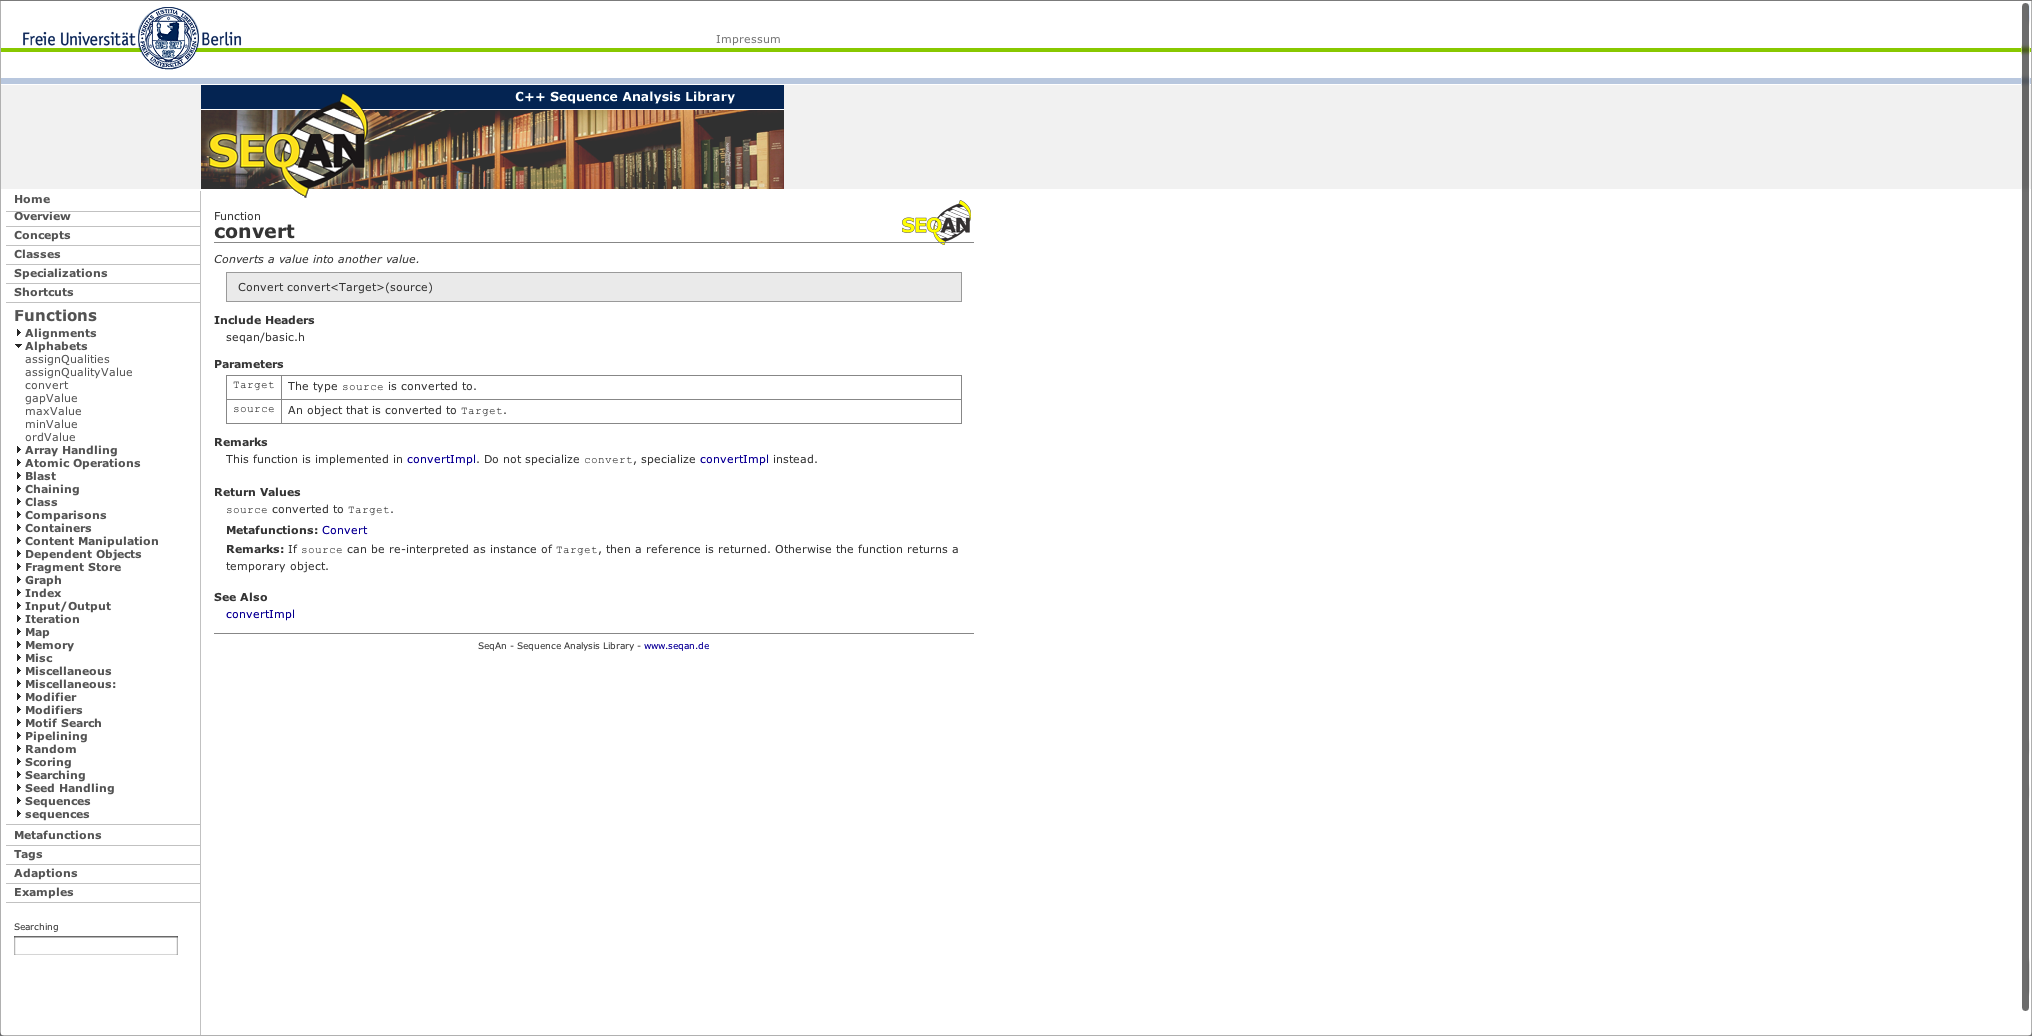 Freie Universität Berlin
Impressum
C++ Sequence Analysis Library
SEQAN
Home
Overview
Concepts
Classes
Specializations
Shortcuts
Functions
Alignments
Alphabets
assignQualities
assignQualityValue
convert
gapValue
maxValue
minValue
ordValue
Array Handling
Atomic Operations
Blast
Chaining
Class
Comparisons
Containers
Content Manipulation
Dependent Objects
Fragment Store
Graph
Index
Input/Output
Iteration
Map
Memory
Misc
Miscellaneous
Miscellaneous:
Modifier
Modifiers
Motif Search
Pipelining
Random
Scoring
Searching
Seed Handling
Sequences
sequences
Metafunctions
Tags
Adaptions
Examples
Searching
Function
convert
SEQAN
Converts a value into another value.
Convert convert<Target>(source)
Include Headers
seqan/basic.h
Parameters
Target The type source is converted to.
source An object that is converted to Target.
Remarks
This function is implemented in convertImpl. Do not specialize convert, specialize convertImpl instead.
Return Values
source converted to Target.
Metafunctions: Convert
Remarks: If source can be re-interpreted as instance of Target, then a reference is returned. Otherwise the function returns a
temporary object.
See Also
convertImpl
SeqAn - Sequence Analysis Library - www.seqan.de